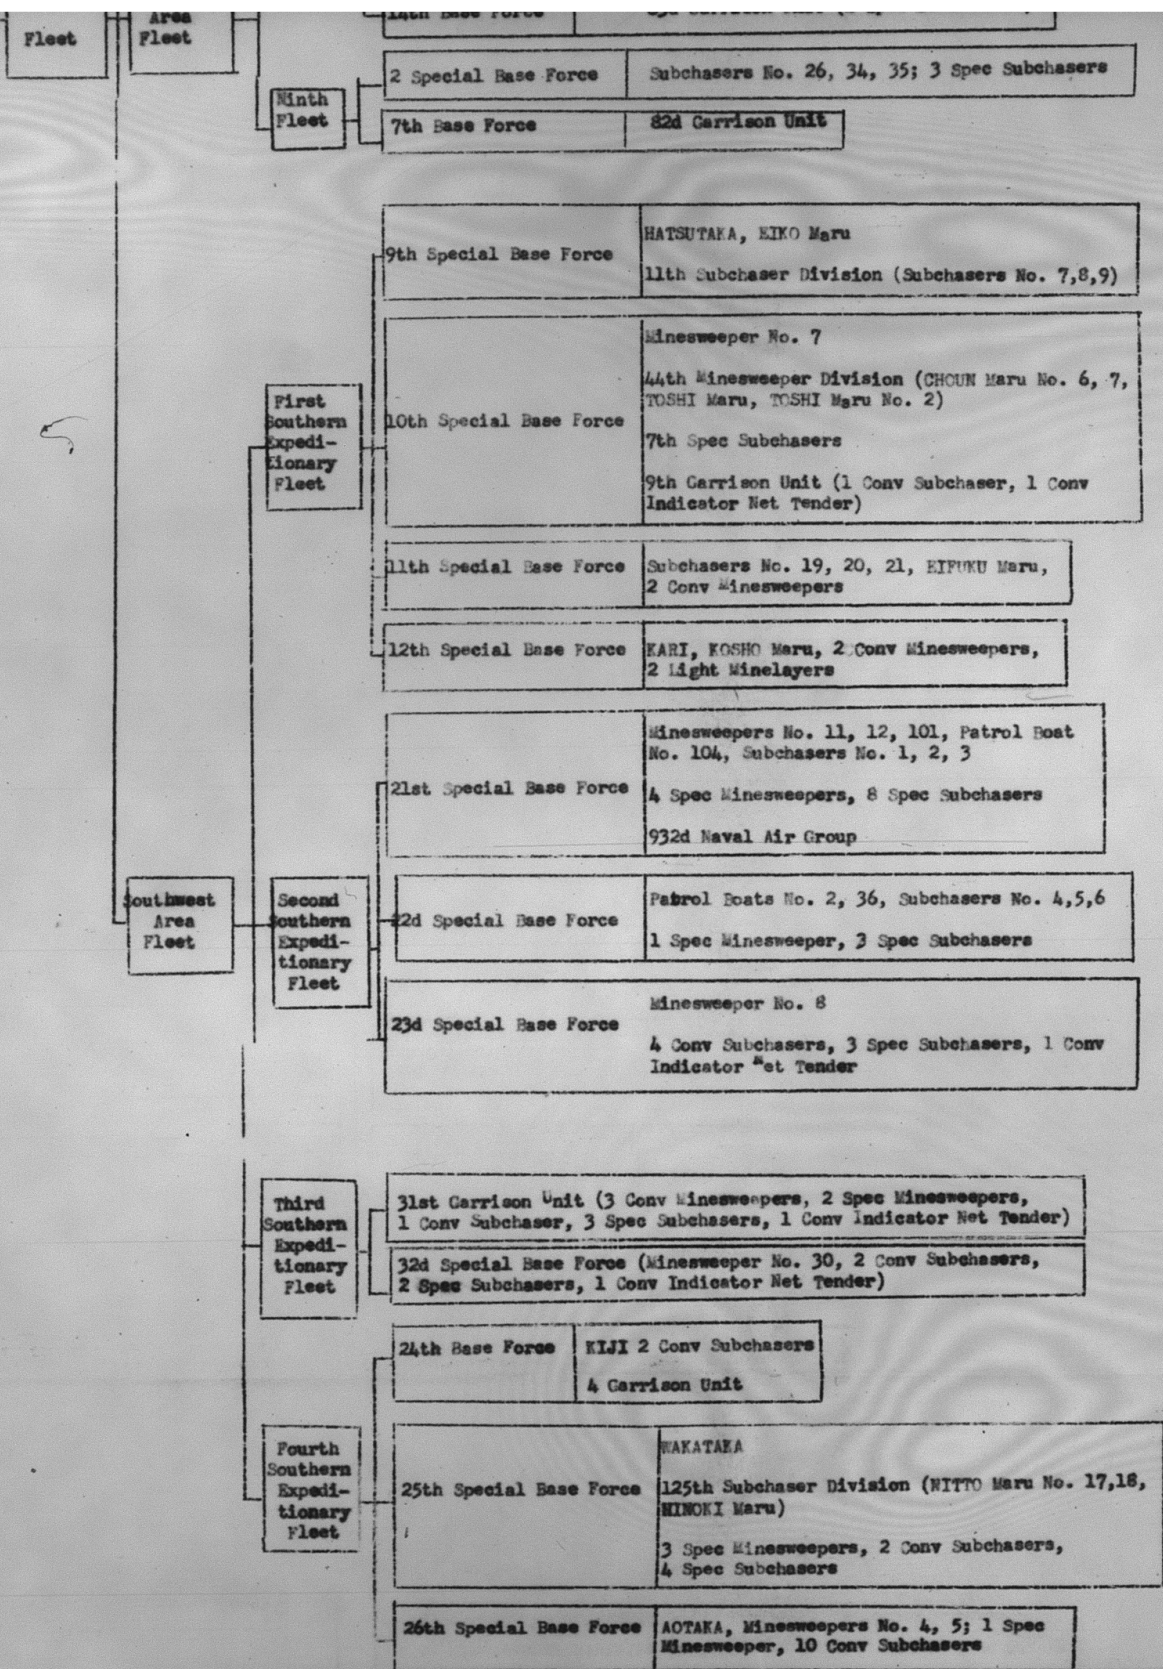 14th Base Force
Fleet
Area
Fleet
2 Special Base Force
Subchasers No. 26, 34, 35; 3 Spec Subchasers
Ninth
Fleet
7th Base Force
82d Garrison Unit
9th Special Base Force
HATSUTAKA, EIKO Maru
11th Subchaser Division (Subchasers No. 7,8,9)
First
Southern
Expedi-
tionary
Fleet
10th Special Base Force
Minesweeper No. 7
44th Minesweeper Division (CHOUN Maru No. 6, 7,
TOSHI Maru, TOSHI Maru No. 2)
7th Spec Subchasers
9th Garrison Unit (1 Conv Subchaser, 1 Conv
Indicator Net Tender)
11th Special Base Force
Subchasers No. 19, 20, 21, EIFUKU Maru,
2 Conv Minesweepers
12th Special Base Force
KARI, KOSHO Maru, 2 Conv Minesweepers,
2 Light Minelayers
21st Special Base Force
Minesweepers No. 11, 12, 101, Patrol Boat
No. 104, Subchasers No. 1, 2, 3
4 Spec Minesweepers, 8 Spec Subchasers
932d Naval Air Group
Southwest
Area
Fleet
Second
Southern
Expedi-
tionary
Fleet
22d Special Base Force
Patrol Boats No. 2, 36, Subchasers No. 4,5,6
1 Spec Minesweeper, 3 Spec Subchasers
23d Special Base Force
Minesweeper No. 8
4 Conv Subchasers, 3 Spec Subchasers, 1 Conv
Indicator Net Tender
Third
Southern
Expedi-
tionary
Fleet
31st Garrison Unit (3 Conv Minesweepers, 2 Spec Minesweepers,
1 Conv Subchaser, 3 Spec Subchasers, 1 Conv Indicator Net Tender)
32d Special Base Force (Minesweeper No. 30, 2 Conv Subchasers,
2 Spec Subchasers, 1 Conv Indicator Net Tender)
24th Base Force
KIJI 2 Conv Subchasers
4 Garrison Unit
Fourth
Southern
Expedi-
tionary
Fleet
25th Special Base Force
WAKATAKA
125th Subchaser Division (NITTO Maru No. 17,18,
HINOKI Maru)
3 Spec Minesweepers, 2 Conv Subchasers,
4 Spec Subchasers
26th Special Base Force
AOTAKA, Minesweepers No. 4, 5; 1 Spec
Minesweeper, 10 Conv Subchasers